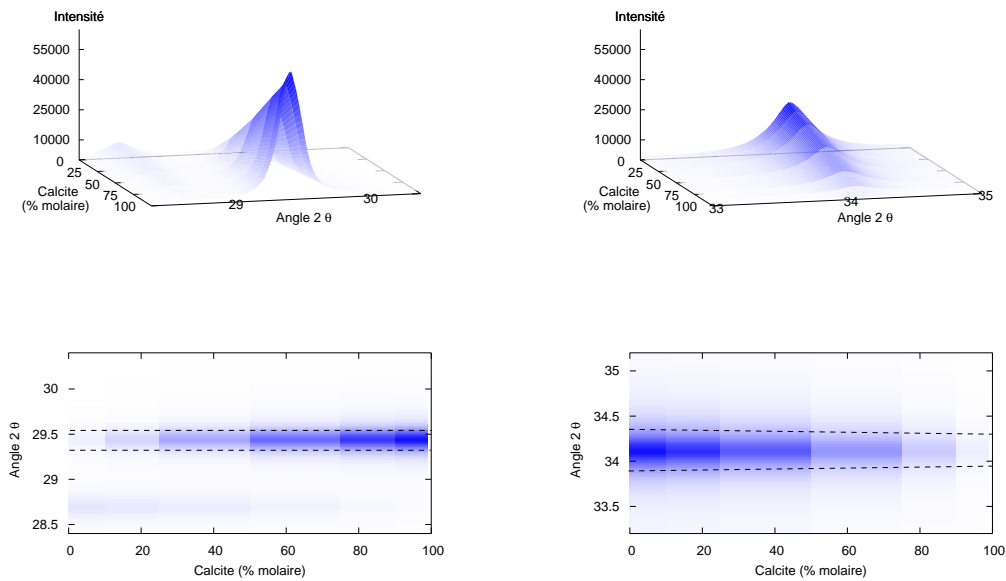 Intensité
55000
40000
25000
10000
0
25
50
75
100
Calcite
(% molaire)
29
30
Angle 2 θ
Intensité
55000
40000
25000
10000
0
25
50
75
100
Calcite
(% molaire)
33
34
35
Angle 2 θ
30
29.5
29
28.5
Angle 2 θ
0 20 40 60 80 100
Calcite (% molaire)
35
34.5
34
33.5
Angle 2 θ
0 20 40 60 80 100
Calcite (% molaire)